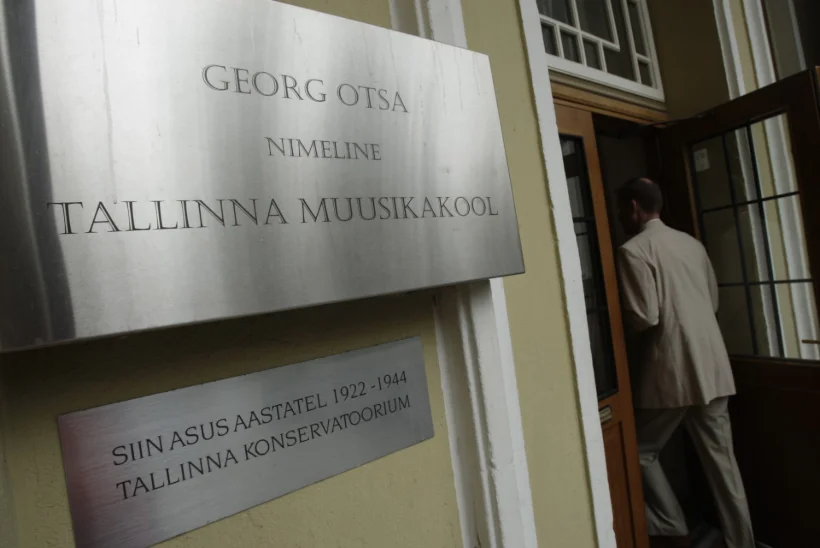 GEORG OTSA
NIMELINE
TALLINNA MUUSIKAKOOL
SIIN ASUS AASTATEL 1922-1944
TALLINNA KONSERVATOORIUM